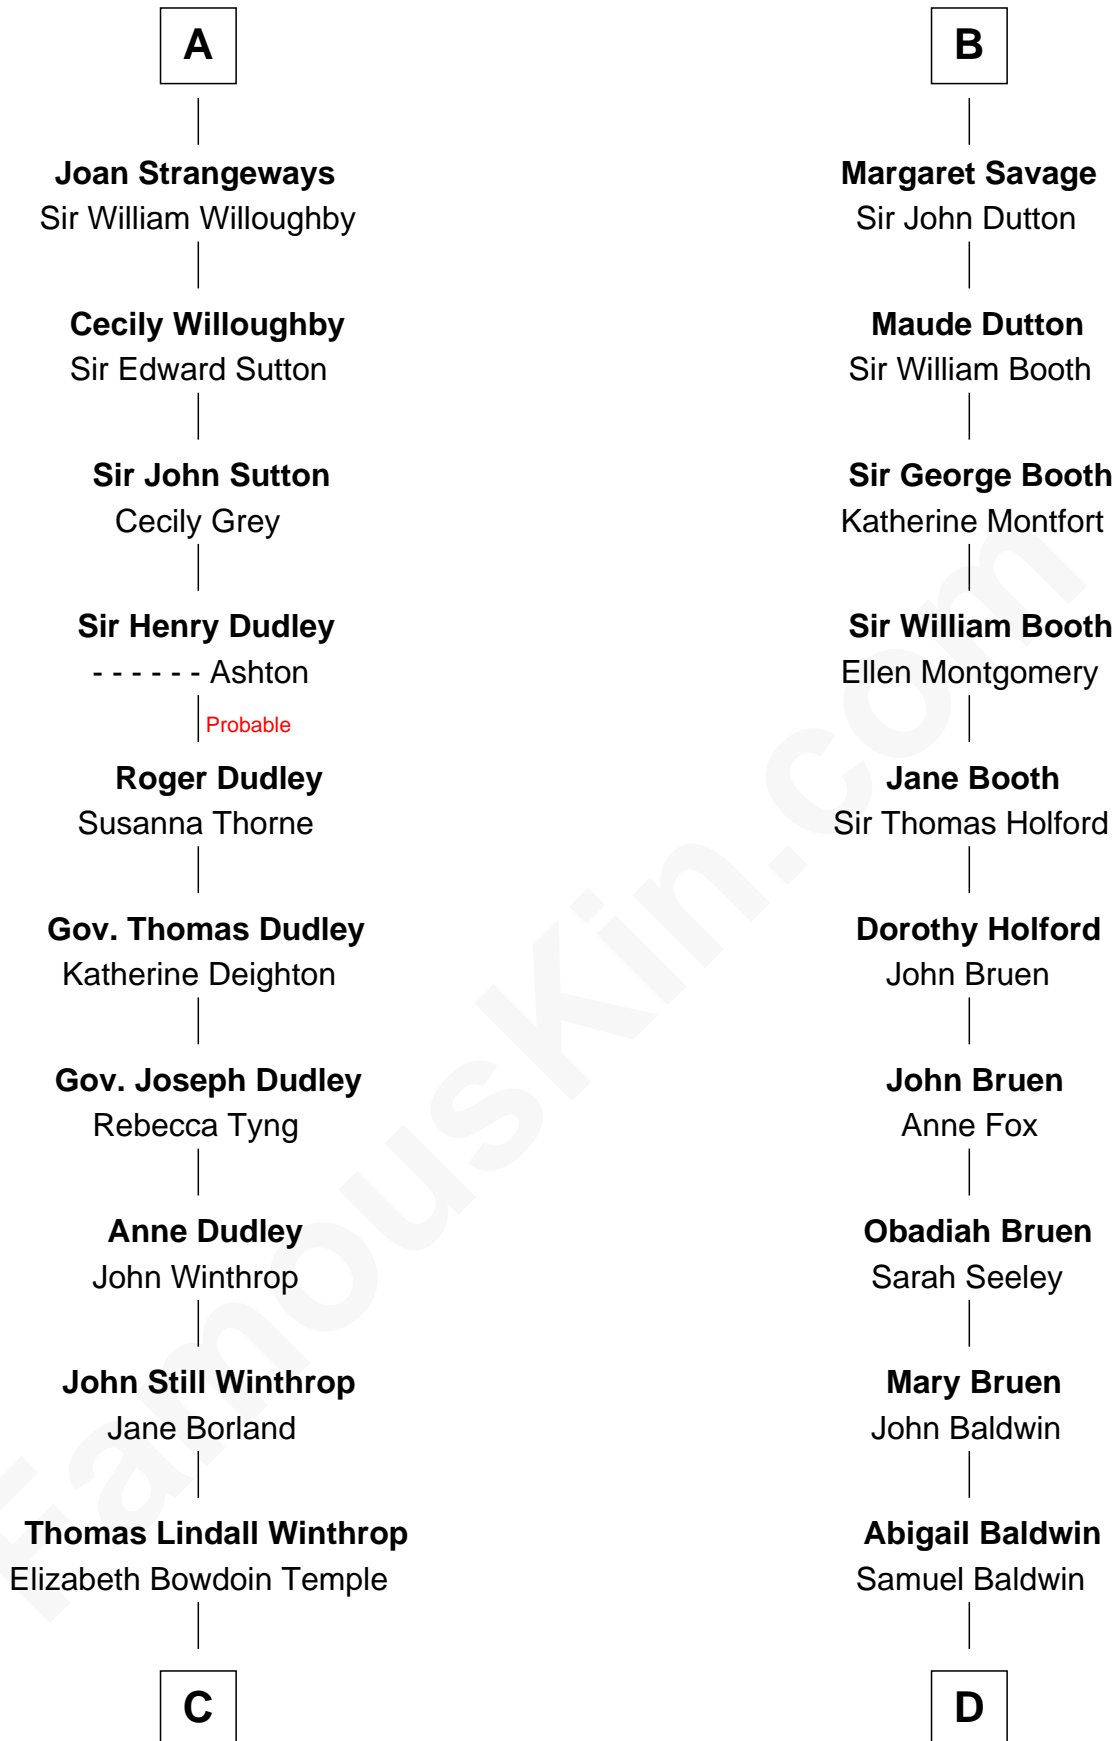 A
Joan Strangeways
Sir William Willoughby
Cecily Willoughby
Sir Edward Sutton
Sir John Sutton
Cecily Grey
Sir Henry Dudley
- - - - - - Ashton
Probable
Roger Dudley
Susanna Thorne
Gov. Thomas Dudley
Katherine Deighton
Gov. Joseph Dudley
Rebecca Tyng
Anne Dudley
John Winthrop
John Still Winthrop
Jane Borland
Thomas Lindall Winthrop
Elizabeth Bowdoin Temple
C
B
Margaret Savage
Sir John Dutton
Maude Dutton
Sir William Booth
Sir George Booth
Katherine Montfort
Sir William Booth
Ellen Montgomery
Jane Booth
Sir Thomas Holford
Dorothy Holford
John Bruen
John Bruen
Anne Fox
Obadiah Bruen
Sarah Seeley
Mary Bruen
John Baldwin
Abigail Baldwin
Samuel Baldwin
D
FamousKin.com